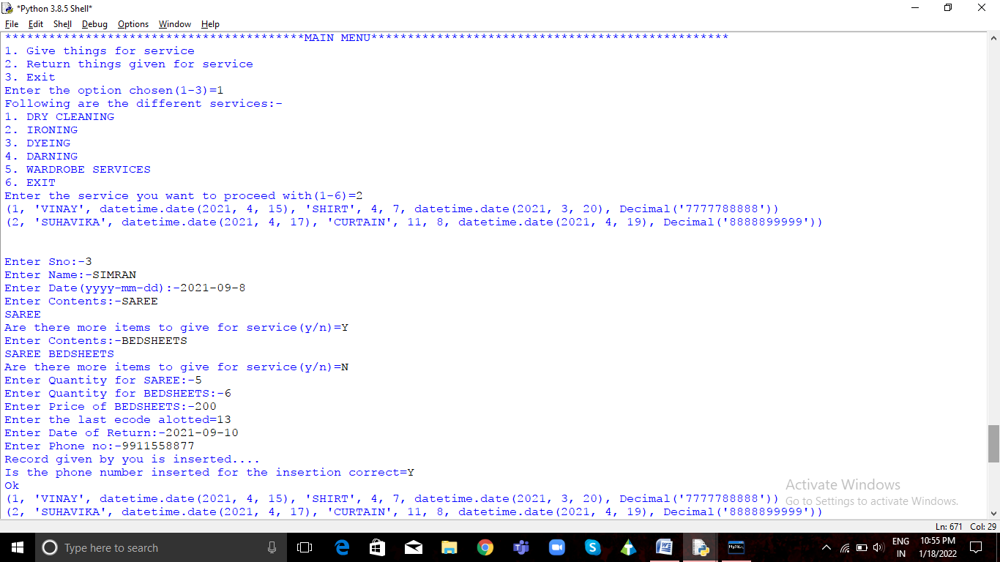 *Python 3.8.5 Shell*
File Edit Shell Debug Options Window Help
*****************************************MAIN MENU*************************************************
1. Give things for service
2. Return things given for service
3. Exit
Enter the option chosen(1-3)=1
Following are the different services:-
1. DRY CLEANING
2. IRONING
3. DYEING
4. DARNING
5. WARDROBE SERVICES
6. EXIT
Enter the service you want to proceed with(1-6)=2
(1, 'VINAY', datetime.date(2021, 4, 15), 'SHIRT', 4, 7, datetime.date(2021, 3, 20), Decimal('7777788888'))
(2, 'SUHAVIKA', datetime.date(2021, 4, 17), 'CURTAIN', 11, 8, datetime.date(2021, 4, 19), Decimal('8888899999'))
Enter Sno:-3
Enter Name:-SIMRAN
Enter Date(yyyy-mm-dd):-2021-09-8
Enter Contents:-SAREE
SAREE
Are there more items to give for service(y/n)=Y
Enter Contents:-BEDSHEETS
SAREE BEDSHEETS
Are there more items to give for service(y/n)=N
Enter Quantity for SAREE:-5
Enter Quantity for BEDSHEETS:-6
Enter Price of BEDSHEETS:-200
Enter the last ecode alotted=13
Enter Date of Return:-2021-09-10
Enter Phone no:-9911558877
Record given by you is inserted....
Is the phone number inserted for the insertion correct=Y
Ok
(1, 'VINAY', datetime.date(2021, 4, 15), 'SHIRT', 4, 7, datetime.date(2021, 3, 20), Decimal('7777788888'))
(2, 'SUHAVIKA', datetime.date(2021, 4, 17), 'CURTAIN', 11, 8, datetime.date(2021, 4, 19), Decimal('8888899999'))
Activate Windows
Go to Settings to activate Windows.
Ln: 671 Col: 29
Type here to search
MySQL
ENG
IN
10:55 PM
1/18/2022